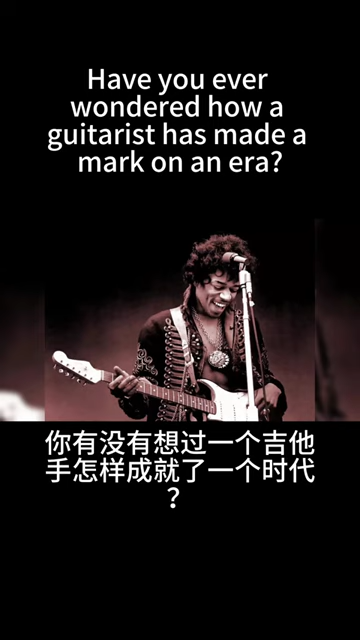 Have you ever
wondered how a
guitarist has made a
mark on an era?
你有没有想过一个吉他
手怎样成就了一个时代
？